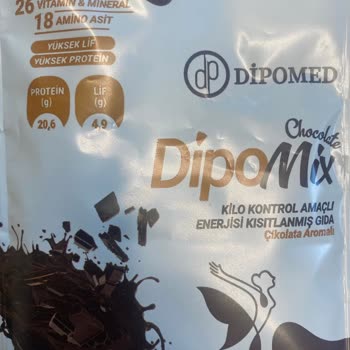 26 VITAMIN & MINERAL
18 AMINO ASIT
YÜKSEK LİF
YÜKSEK PROTEİN
PROTEİN (g)
20,6
LİF (g)
4,9
dp DİPOMED
Chocolate
DipoMix
KİLO KONTROL AMAÇLI
ENERJİSİ KISITLANMIŞ GIDA
Çikolata Aromalı